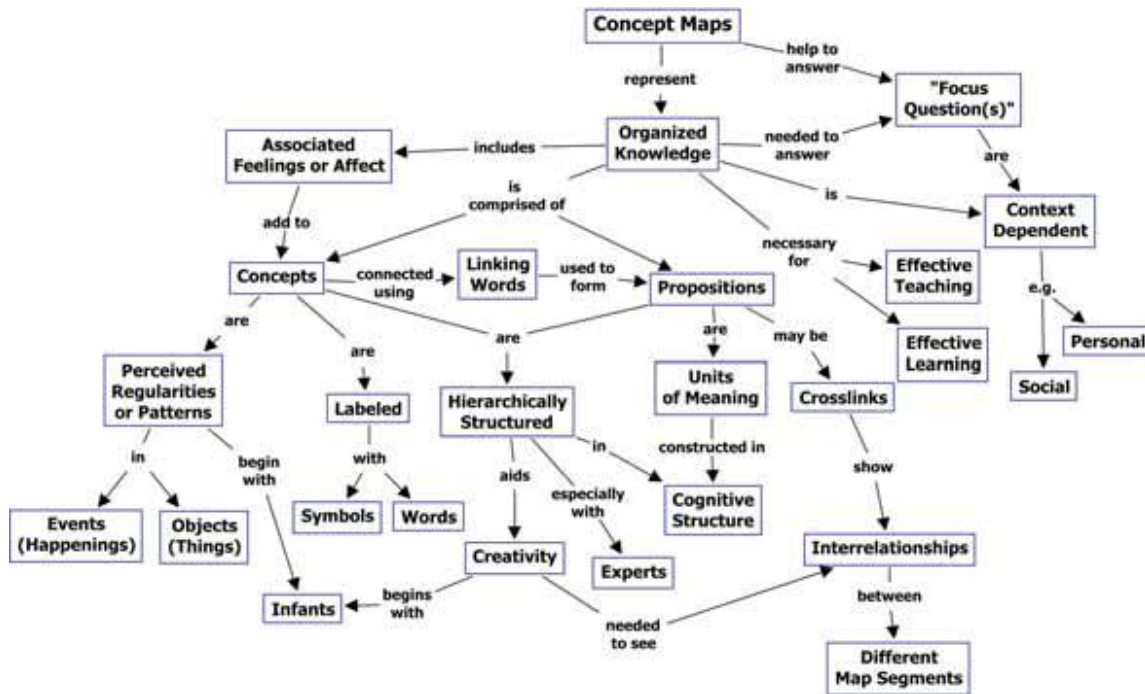 Concept Maps
help to
answer
represent
"Focus
Question(s)"
Associated
Feelings or Affect
includes
Organized
Knowledge
needed to
answer
are
is
comprised of
is
Context
Dependent
add to
necessary
for
Concepts
connected
using
Linking
Words
used to
form
Propositions
Effective
Teaching
e.g.
are
are
are
are
may be
Personal
Effective
Learning
Social
Perceived
Regularities
or Patterns
Labeled
Hierarchically
Structured
Units
of Meaning
Crosslinks
in
begin
with
with
aids
in
constructed in
show
especially
with
Events
(Happenings)
Objects
(Things)
Symbols
Words
Cognitive
Structure
Creativity
Experts
Interrelationships
Infants
begins
with
needed
to see
between
Different
Map Segments